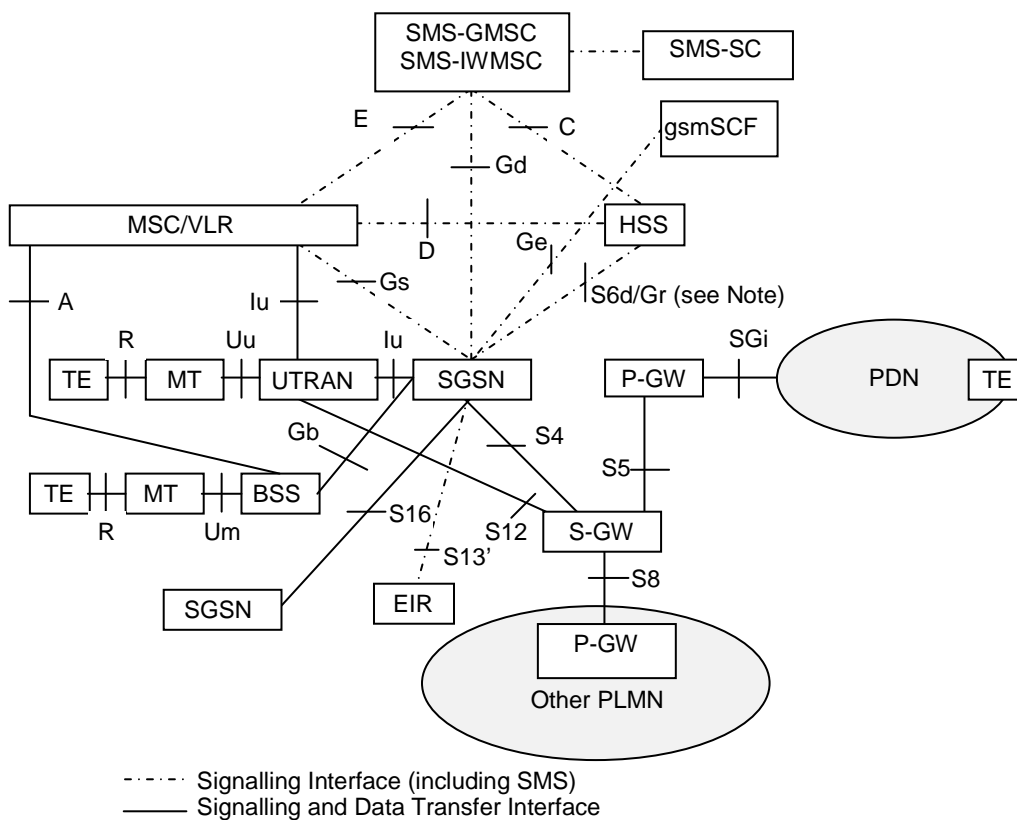 SMS-GMSC
SMS-IWMSC
SMS-SC
E
C
gsmSCF
Gd
MSC/VLR
HSS
D
Ge
Gs
S6d/Gr (see Note)
A
Iu
SGi
R
Uu
Iu
TE
MT
UTRAN
SGSN
P-GW
PDN
TE
Gb
S4
S5
TE
MT
BSS
R
Um
S16
S12
S-GW
S13’
S8
SGSN
EIR
P-GW
Other PLMN
Signalling Interface (including SMS)
Signalling and Data Transfer Interface